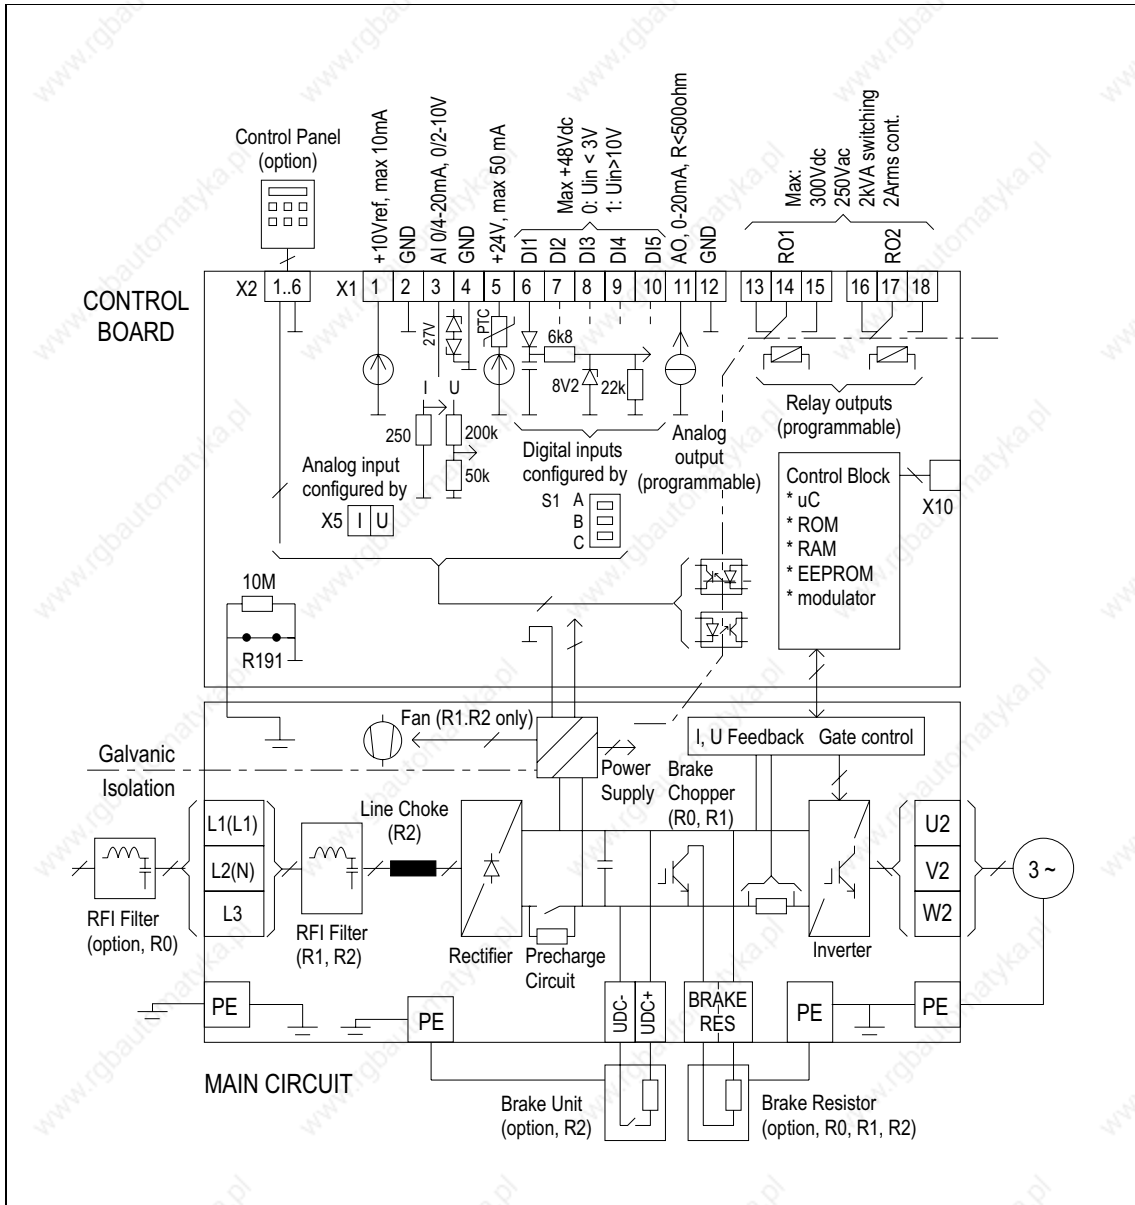 Control Panel
(option)
+10Vref, max 10mA
GND
AI 0/4-20mA, 0/2-10V
GND
+24V, max 50 mA
DI1
DI2
DI3
DI4
DI5
Max +48Vdc
0: Uin < 3V
1: Uin>10V
AO, 0-20mA, R<500ohm
GND
Max:
300Vdc
250Vac
2kVA switching
2Arms cont.
RO1
RO2
CONTROL
BOARD
X2 1..6 X1 1 2 3 4 5 6 7 8 9 10 11 12 13 14 15 16 17 18
27V
PTC
6k8
8V2
22k
I U
250
200k
50k
Analog input
configured by
X5 I U
Digital inputs
configured by
S1 A
B
C
Analog
output
(programmable)
Relay outputs
(programmable)
Control Block
* uC
* ROM
* RAM
* EEPROM
* modulator
X10
10M
R191
Fan (R1.R2 only)
Galvanic
Isolation
Power
Supply
I, U Feedback Gate control
Brake
Chopper
(R0, R1)
Line Choke
(R2)
L1(L1)
L2(N)
L3
U2
V2
W2
3 ~
RFI Filter
(option, R0)
RFI Filter
(R1, R2)
Rectifier
Precharge
Circuit
Inverter
PE
PE
UDC-
UDC+
BRAKE
RES
PE
PE
MAIN CIRCUIT
Brake Unit
(option, R2)
Brake Resistor
(option, R0, R1, R2)
www.rgbautomatyka.pl